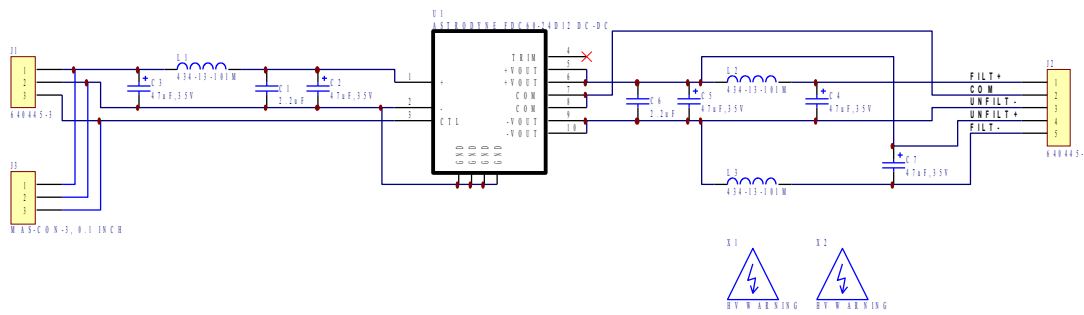 U1
ASTRODYNE FDC60-24D12 DC-DC
J1
1
2
3
640445-3
L1
434-13-101M
C3
47uF,35V
C1
2.2uF
C2
47uF,35V
1
2
3
+
-
CTL
TRIM
+VOUT
+VOUT
COM
COM
-VOUT
-VOUT
GND
GND
GND
GND
4
5
6
7
8
9
10
C6
2.2uF
C5
47uF,35V
L2
434-13-101M
C4
47uF,35V
C7
47uF,35V
L3
434-13-101M
FILT+
COM
UNFILT-
UNFILT+
FILT-
J2
1
2
3
4
5
640445-
J3
1
2
3
MAS-CON-3, 0.1 INCH
X1
HV WARNING
X2
HV WARNING